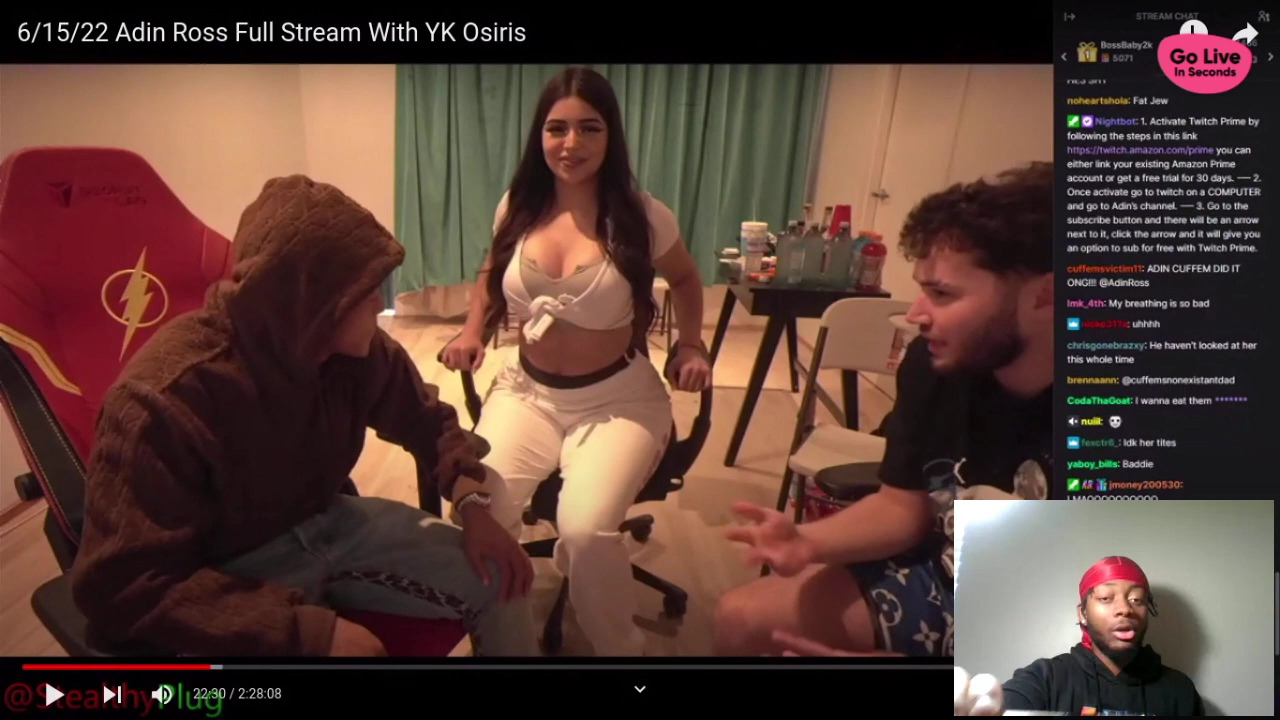 6/15/22 Adin Ross Full Stream With YK Osiris
STREAM CHAT
BossBaby2k
5071
Go Live
In Seconds
noheartshola: Fat Jew
Nightbot: 1. Activate Twitch Prime by
following the steps in this link
https://twitch.amazon.com/prime you can
either link your existing Amazon Prime
account or get a free trial for 30 days. — 2.
Once activate go to twitch on a COMPUTER
and go to Adin's channel. — 3. Go to the
subscribe button and there will be an arrow
next to it, click the arrow and it will give you
an option to sub for free with Twitch Prime.
cuffemsvictim11: ADIN CUFFEM DID IT
ONG!!! @AdinRoss
lmk_4th: My breathing is so bad
uhhhh
chrisgonebrazxy: He haven't looked at her
this whole time
brennaann: @cuffemsnonexistantdad
CodaThaGoat: I wanna eat them *******
nuiil:
fexctr6_: Idk her tites
yaboy_bills: Baddie
jmoney200530:
@StealthyPlug
22:30 / 2:28:08